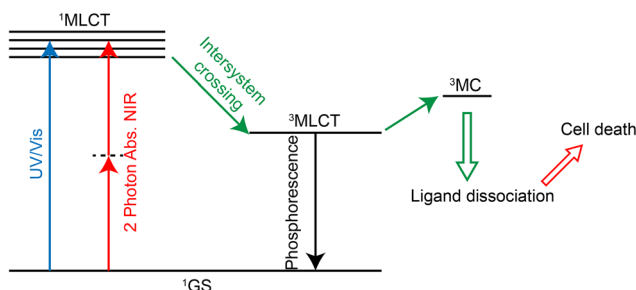 ¹MLCT
Intersystem
crossing
³MC
³MLCT
Cell death
UV/Vis
2 Photon Abs. NIR
Phosphorescence
Ligand dissociation
¹GS